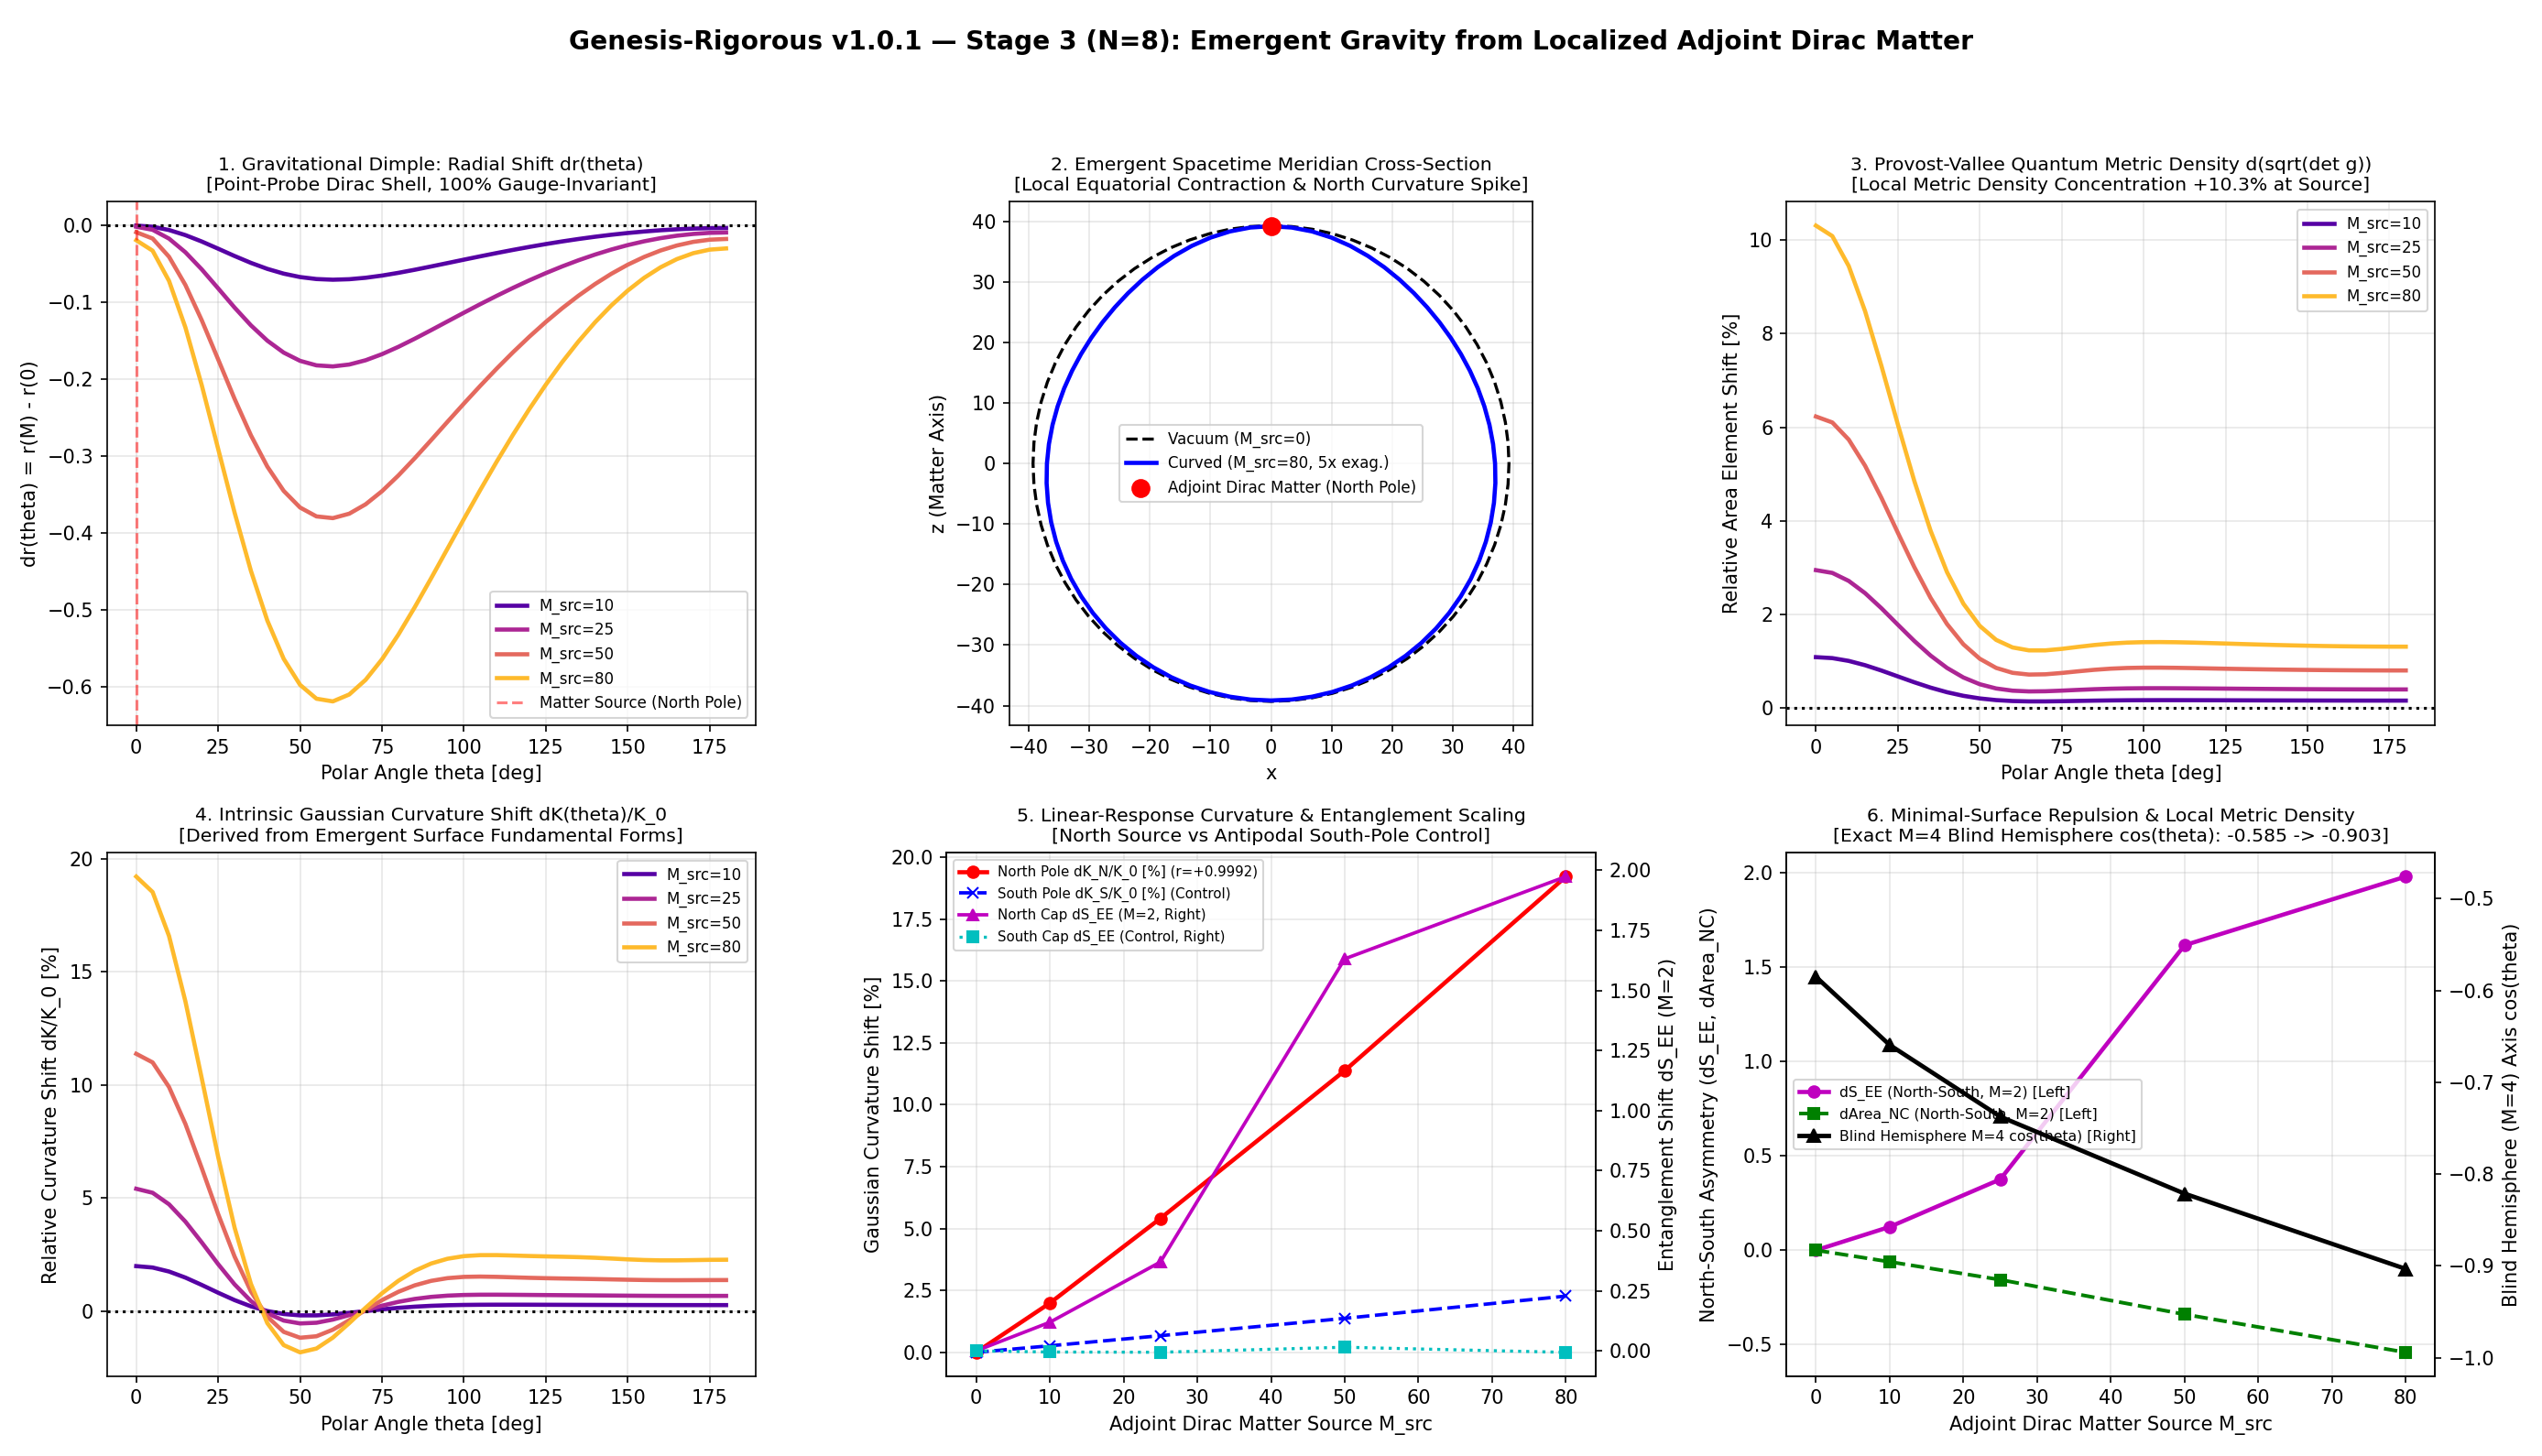 Genesis-Rigorous v1.0.1 — Stage 3 (N=8): Emergent Gravity from Localized Adjoint Dirac Matter
1. Gravitational Dimple: Radial Shift dr(theta)
[Point-Probe Dirac Shell, 100% Gauge-Invariant]
dr(theta) = r(M) - r(0)
0.0
−0.1
−0.2
−0.3
−0.4
−0.5
−0.6
M_src=10
M_src=25
M_src=50
M_src=80
Matter Source (North Pole)
0 25 50 75 100 125 150 175
Polar Angle theta [deg]
2. Emergent Spacetime Meridian Cross-Section
[Local Equatorial Contraction & North Curvature Spike]
z (Matter Axis)
40
30
20
10
0
−10
−20
−30
−40
Vacuum (M_src=0)
Curved (M_src=80, 5x exag.)
Adjoint Dirac Matter (North Pole)
−40 −30 −20 −10 0 10 20 30 40
x
3. Provost-Vallee Quantum Metric Density d(sqrt(det g))
[Local Metric Density Concentration +10.3% at Source]
Relative Area Element Shift [%]
10
8
6
4
2
0
M_src=10
M_src=25
M_src=50
M_src=80
0 25 50 75 100 125 150 175
Polar Angle theta [deg]
4. Intrinsic Gaussian Curvature Shift dK(theta)/K_0
[Derived from Emergent Surface Fundamental Forms]
Relative Curvature Shift dK/K_0 [%]
20
15
10
5
0
M_src=10
M_src=25
M_src=50
M_src=80
0 25 50 75 100 125 150 175
Polar Angle theta [deg]
5. Linear-Response Curvature & Entanglement Scaling
[North Source vs Antipodal South-Pole Control]
Gaussian Curvature Shift [%]
20.0
17.5
15.0
12.5
10.0
7.5
5.0
2.5
0.0
North Pole dK_N/K_0 [%] (r=+0.9992)
South Pole dK_S/K_0 [%] (Control)
North Cap dS_EE (M=2, Right)
South Cap dS_EE (Control, Right)
2.00
1.75
1.50
1.25
1.00
0.75
0.50
0.25
0.00
Entanglement Shift dS_EE (M=2)
0 10 20 30 40 50 60 70 80
Adjoint Dirac Matter Source M_src
6. Minimal-Surface Repulsion & Local Metric Density
[Exact M=4 Blind Hemisphere cos(theta): -0.585 -> -0.903]
North-South Asymmetry (dS_EE, dArea_NC)
2.0
1.5
1.0
0.5
0.0
−0.5
dS_EE (North-South, M=2) [Left]
dArea_NC (North-South, M=2) [Left]
Blind Hemisphere M=4 cos(theta) [Right]
−0.5
−0.6
−0.7
−0.8
−0.9
−1.0
Blind Hemisphere (M=4) Axis cos(theta)
0 10 20 30 40 50 60 70 80
Adjoint Dirac Matter Source M_src